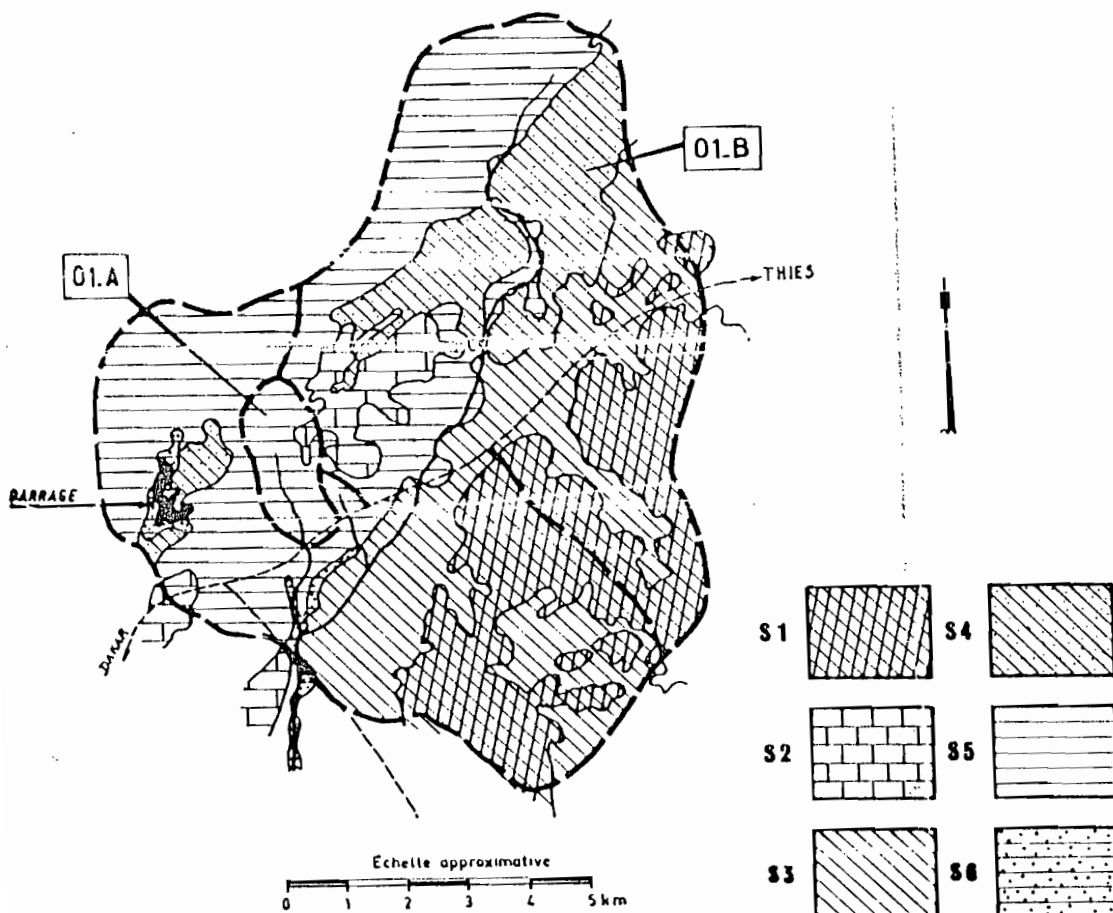 01.B
01.A
THIES
BARRAGE
DAKAR
S1
S4
S2
S5
S3
S6
Échelle approximative
0 1 2 3 4 5 km